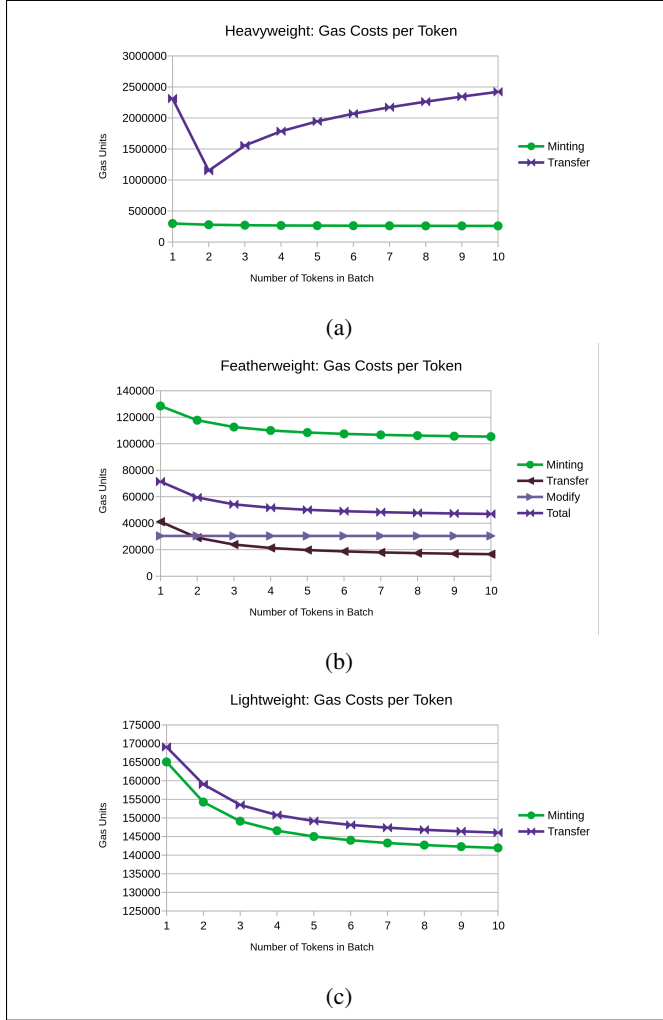 Heavyweight: Gas Costs per Token
3000000
2500000
2000000
1500000
1000000
500000
0
Gas Units
1 2 3 4 5 6 7 8 9 10
Number of Tokens in Batch
Minting
Transfer
(a)
Featherweight: Gas Costs per Token
140000
120000
100000
80000
60000
40000
20000
0
Gas Units
1 2 3 4 5 6 7 8 9 10
Number of Tokens in Batch
Minting
Transfer
Modify
Total
(b)
Lightweight: Gas Costs per Token
175000
170000
165000
160000
155000
150000
145000
140000
135000
130000
125000
Gas Units
1 2 3 4 5 6 7 8 9 10
Number of Tokens in Batch
Minting
Transfer
(c)